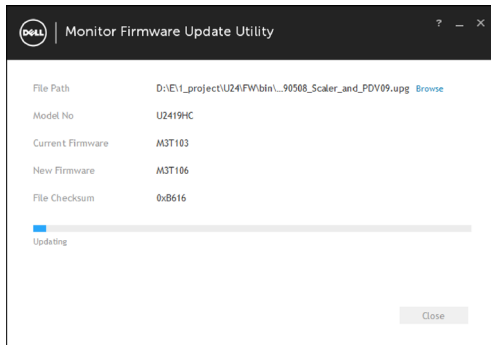 DELL Monitor Firmware Update Utility ? _ ×
File Path D:\E\1_project\U24\FW\bin\...90508_Scaler_and_PDV09.upg Browse
Model No U2419HC
Current Firmware M3T103
New Firmware M3T106
File Checksum 0xB616
Updating
Close